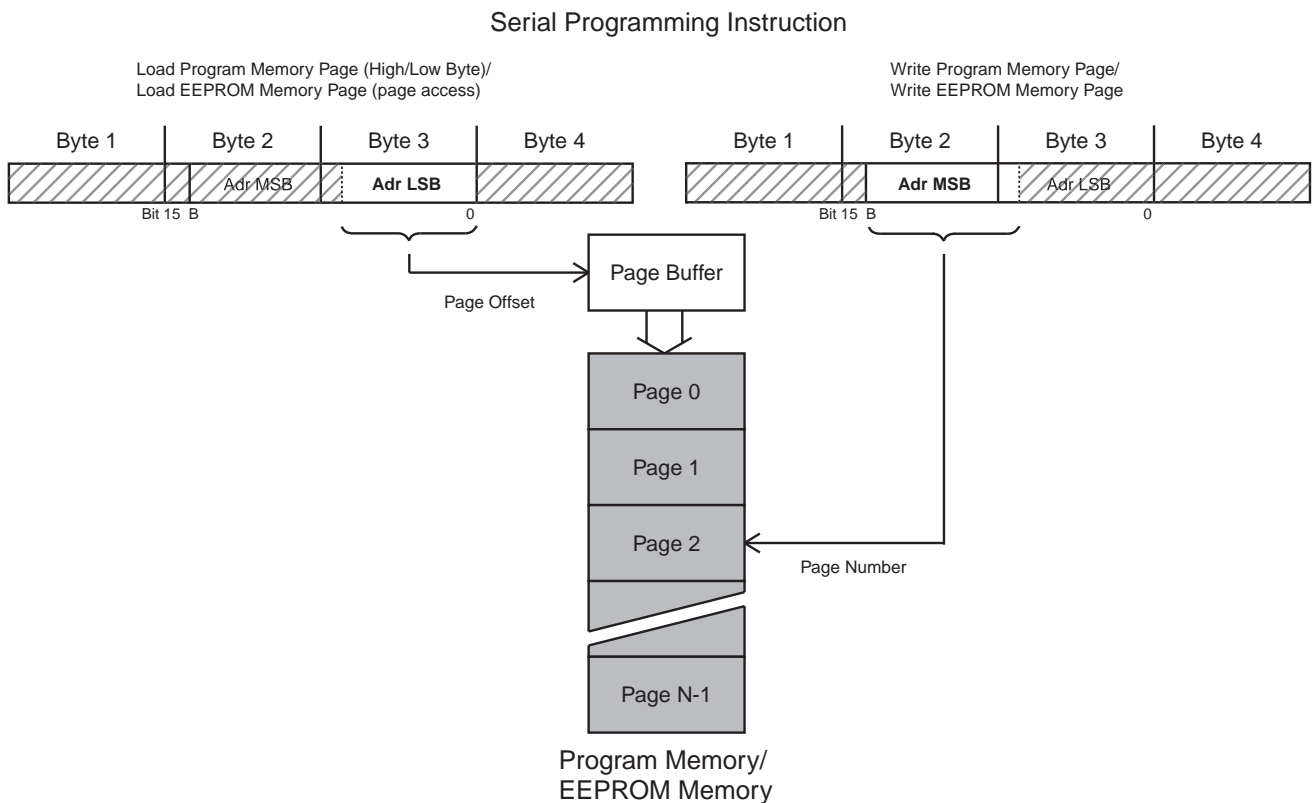 Serial Programming Instruction
Load Program Memory Page (High/Low Byte)/
Load EEPROM Memory Page (page access)
Write Program Memory Page/
Write EEPROM Memory Page
Byte 1 Byte 2 Byte 3 Byte 4
Byte 1 Byte 2 Byte 3 Byte 4
Adr MSB Adr LSB
Adr MSB Adr LSB
Bit 15 B 0
Bit 15 B 0
Page Buffer
Page Offset
Page 0
Page 1
Page 2
Page Number
Page N-1
Program Memory/
EEPROM Memory